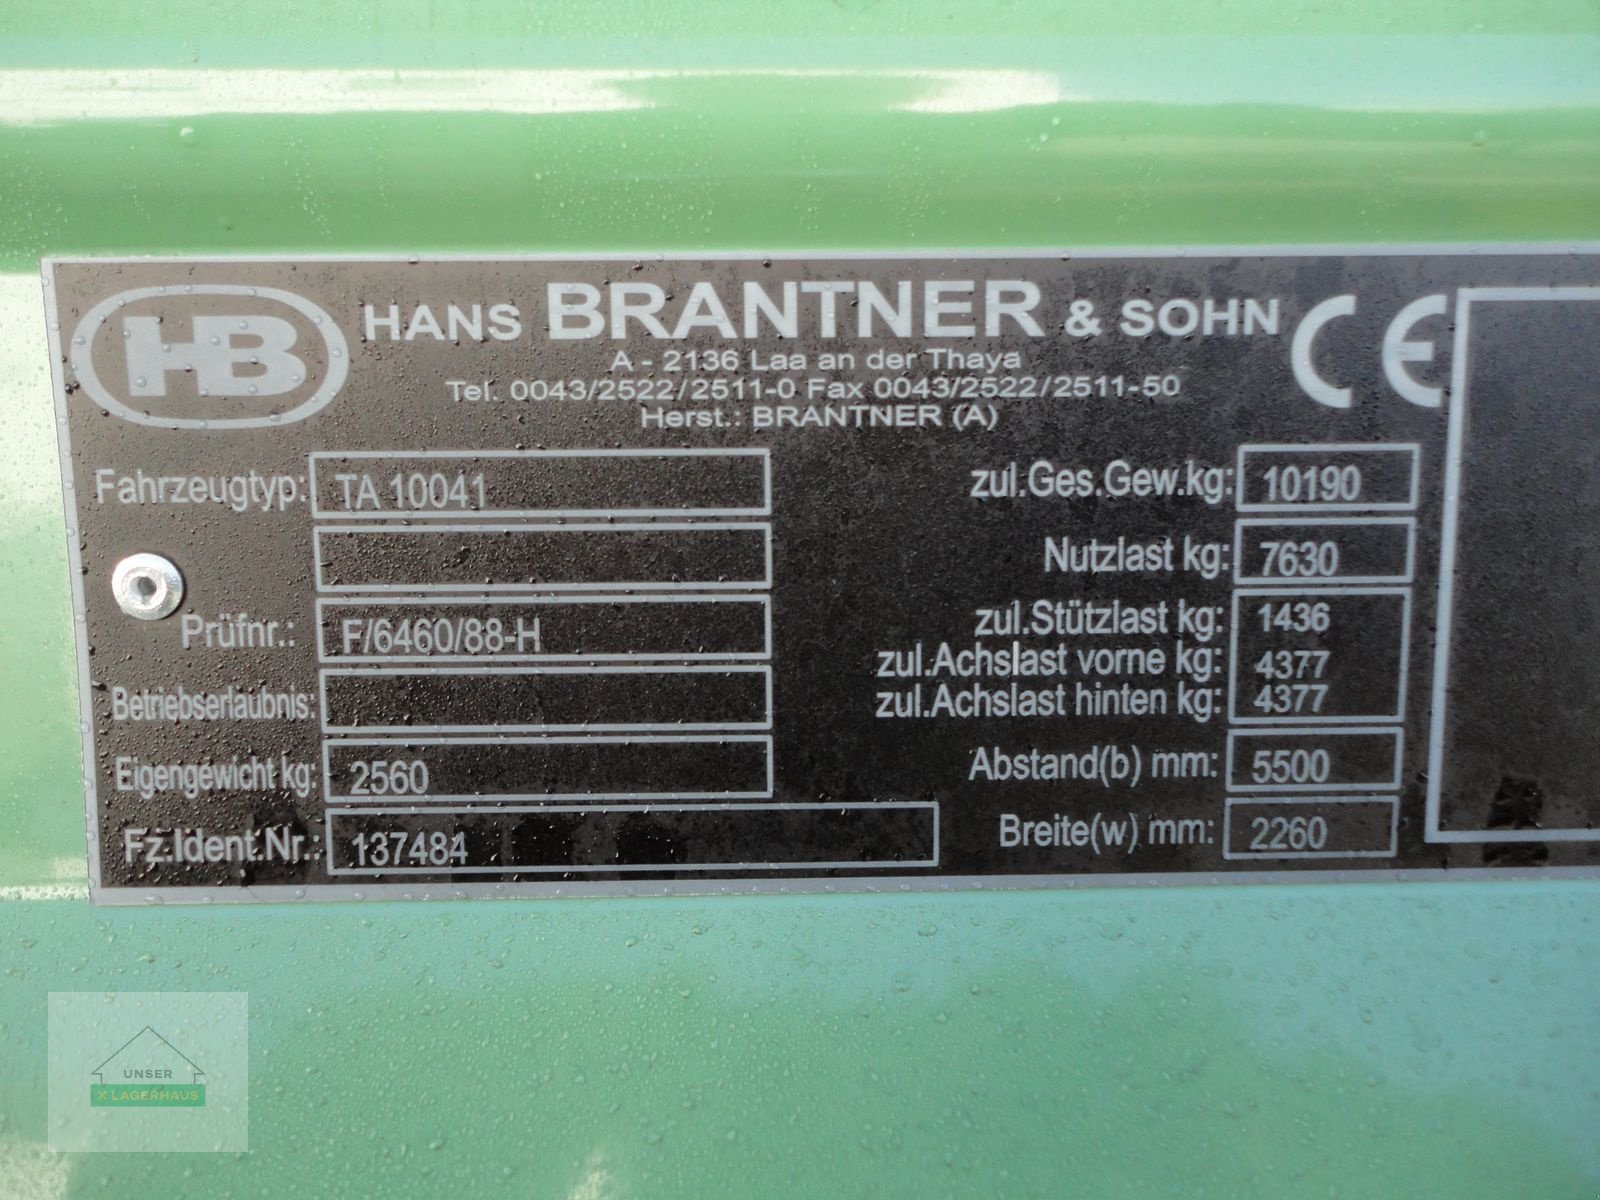 HB HANS BRANTNER & SOHN CE
A - 2136 Laa an der Thaya
Tel. 0043/2522/2511-0 Fax 0043/2522/2511-50
Herst.: BRANTNER (A)
Fahrzeugtyp: TA 10041
Prüfnr.: F/6460/88-H
Betriebserlaubnis:
Eigengewicht kg: 2560
Fz.Ident.Nr.: 137484
zul.Ges.Gew.kg: 10190
Nutzlast kg: 7630
zul.Stützlast kg: 1436
zul.Achslast vorne kg: 4377
zul.Achslast hinten kg: 4377
Abstand(b) mm: 5500
Breite(w) mm: 2260
UNSER
X LAGERHAUS